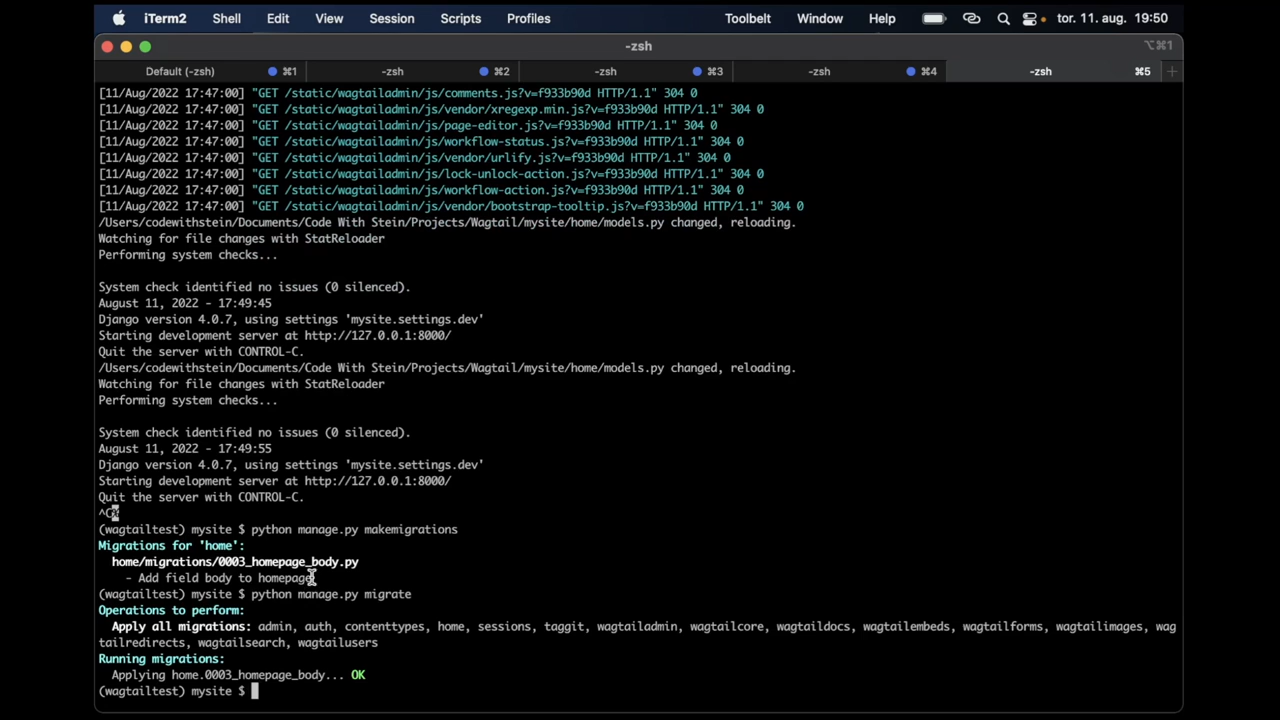 iTerm2 Shell Edit View Session Scripts Profiles Toolbelt Window Help tor. 11. aug. 19:50
-zsh ⌥⌘1
Default (-zsh) ⌘1 -zsh ⌘2 -zsh ⌘3 -zsh ⌘4 -zsh ⌘5 +
[11/Aug/2022 17:47:00] "GET /static/wagtailadmin/js/comments.js?v=f933b90d HTTP/1.1" 304 0
[11/Aug/2022 17:47:00] "GET /static/wagtailadmin/js/vendor/xregexp.min.js?v=f933b90d HTTP/1.1" 304 0
[11/Aug/2022 17:47:00] "GET /static/wagtailadmin/js/page-editor.js?v=f933b90d HTTP/1.1" 304 0
[11/Aug/2022 17:47:00] "GET /static/wagtailadmin/js/workflow-status.js?v=f933b90d HTTP/1.1" 304 0
[11/Aug/2022 17:47:00] "GET /static/wagtailadmin/js/vendor/urlify.js?v=f933b90d HTTP/1.1" 304 0
[11/Aug/2022 17:47:00] "GET /static/wagtailadmin/js/lock-unlock-action.js?v=f933b90d HTTP/1.1" 304 0
[11/Aug/2022 17:47:00] "GET /static/wagtailadmin/js/workflow-action.js?v=f933b90d HTTP/1.1" 304 0
[11/Aug/2022 17:47:00] "GET /static/wagtailadmin/js/vendor/bootstrap-tooltip.js?v=f933b90d HTTP/1.1" 304 0
/Users/codewithstein/Documents/Code With Stein/Projects/Wagtail/mysite/home/models.py changed, reloading.
Watching for file changes with StatReloader
Performing system checks...
System check identified no issues (0 silenced).
August 11, 2022 - 17:49:45
Django version 4.0.7, using settings 'mysite.settings.dev'
Starting development server at http://127.0.0.1:8000/
Quit the server with CONTROL-C.
/Users/codewithstein/Documents/Code With Stein/Projects/Wagtail/mysite/home/models.py changed, reloading.
Watching for file changes with StatReloader
Performing system checks...
System check identified no issues (0 silenced).
August 11, 2022 - 17:49:55
Django version 4.0.7, using settings 'mysite.settings.dev'
Starting development server at http://127.0.0.1:8000/
Quit the server with CONTROL-C.
^C%
(wagtailtest) mysite $ python manage.py makemigrations
Migrations for 'home':
home/migrations/0003_homepage_body.py
- Add field body to homepage
(wagtailtest) mysite $ python manage.py migrate
Operations to perform:
Apply all migrations: admin, auth, contenttypes, home, sessions, taggit, wagtailadmin, wagtailcore, wagtaildocs, wagtailembeds, wagtailforms, wagtailimages, wag
tailredirects, wagtailsearch, wagtailusers
Running migrations:
Applying home.0003_homepage_body... OK
(wagtailtest) mysite $